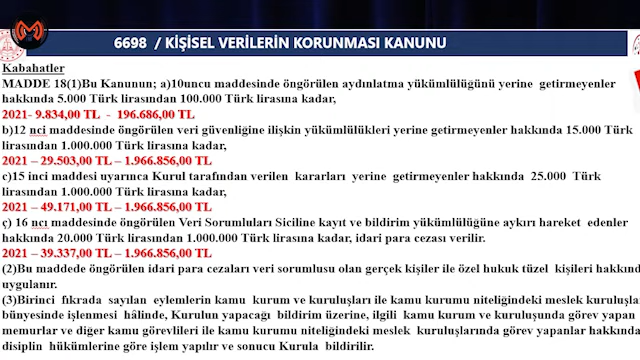 6698 / KİŞİSEL VERİLERİN KORUNMASI KANUNU
Kabahatler
MADDE 18(1)Bu Kanunun; a)10uncu maddesinde öngörülen aydınlatma yükümlülüğünü yerine getirmeyenler
hakkında 5.000 Türk lirasından 100.000 Türk lirasına kadar,
2021- 9.834,00 TL - 196.686,00 TL
b)12 nci maddesinde öngörülen veri güvenliğine ilişkin yükümlülükleri yerine getirmeyenler hakkında 15.000 Türk
lirasından 1.000.000 Türk lirasına kadar,
2021 – 29.503,00 TL – 1.966.856,00 TL
c)15 inci maddesi uyarınca Kurul tarafından verilen kararları yerine getirmeyenler hakkında 25.000 Türk
lirasından 1.000.000 Türk lirasına kadar,
2021 – 49.171,00 TL – 1.966.856,00 TL
ç) 16 ncı maddesinde öngörülen Veri Sorumluları Siciline kayıt ve bildirim yükümlülüğüne aykırı hareket edenler
hakkında 20.000 Türk lirasından 1.000.000 Türk lirasına kadar, idari para cezası verilir.
2021 – 39.337,00 TL – 1.966.856,00 TL
(2)Bu maddede öngörülen idari para cezaları veri sorumlusu olan gerçek kişiler ile özel hukuk tüzel kişileri hakkınd
uygulanır.
(3)Birinci fıkrada sayılan eylemlerin kamu kurum ve kuruluşları ile kamu kurumu niteliğindeki meslek kuruluşla
bünyesinde işlenmesi hâlinde, Kurulun yapacağı bildirim üzerine, ilgili kamu kurum ve kuruluşunda görev yapan
memurlar ve diğer kamu görevlileri ile kamu kurumu niteliğindeki meslek kuruluşlarında görev yapanlar hakkında
disiplin hükümlerine göre işlem yapılır ve sonucu Kurula bildirilir.